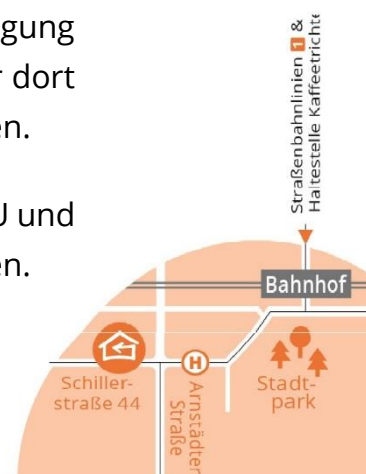 gung
dort
en.
U und
en.
Straßenbahnlinien 1 &
Haltestelle Kaffeetrichte
Bahnhof
H
Schiller-
straße 44
Arnstädter
Straße
Stadt-
park